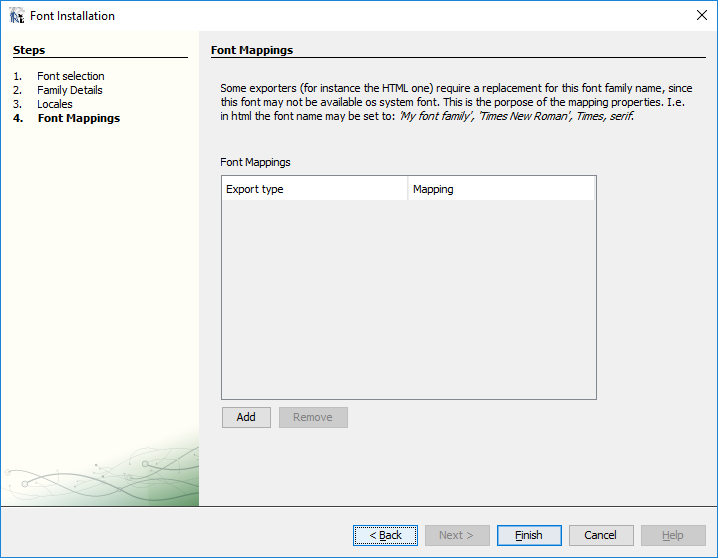 Font Installation
Steps
1. Font selection
2. Family Details
3. Locales
4. Font Mappings
Font Mappings
Some exporters (for instance the HTML one) require a replacement for this font family name, since
this font may not be available os system font. This is the porpose of the mapping properties. I.e.
in html the font name may be set to: 'My font family', 'Times New Roman', Times, serif.
Font Mappings
Export type Mapping
Add Remove
< Back Next > Finish Cancel Help